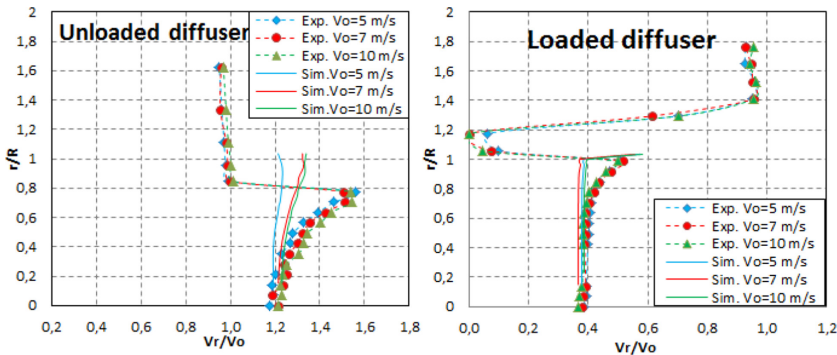 Unloaded diffuser
Exp. Vo=5 m/s
Exp. Vo=7 m/s
Exp. Vo=10 m/s
Sim.Vo=5 m/s
Sim.Vo=7 m/s
Sim.Vo=10 m/s
r/R
2
1,8
1,6
1,4
1,2
1
0,8
0,6
0,4
0,2
0
0,2
0,4
0,6
0,8
1,0
1,2
1,4
1,6
1,8
Vr/Vo
Loaded diffuser
Exp. Vo=5 m/s
Exp. Vo=7 m/s
Exp. Vo=10 m/s
Sim. Vo=5 m/s
Sim. Vo=7 m/s
Sim. Vo=10 m/s
r/R
2
1,8
1,6
1,4
1,2
1
0,8
0,6
0,4
0,2
0
0,0
0,2
0,4
0,6
0,8
1,0
1,2
Vr/Vo